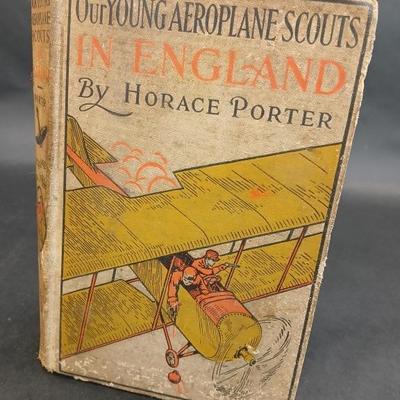 Our YOUNG AEROPLANE SCOUTS
IN ENGLAND
By HORACE PORTER